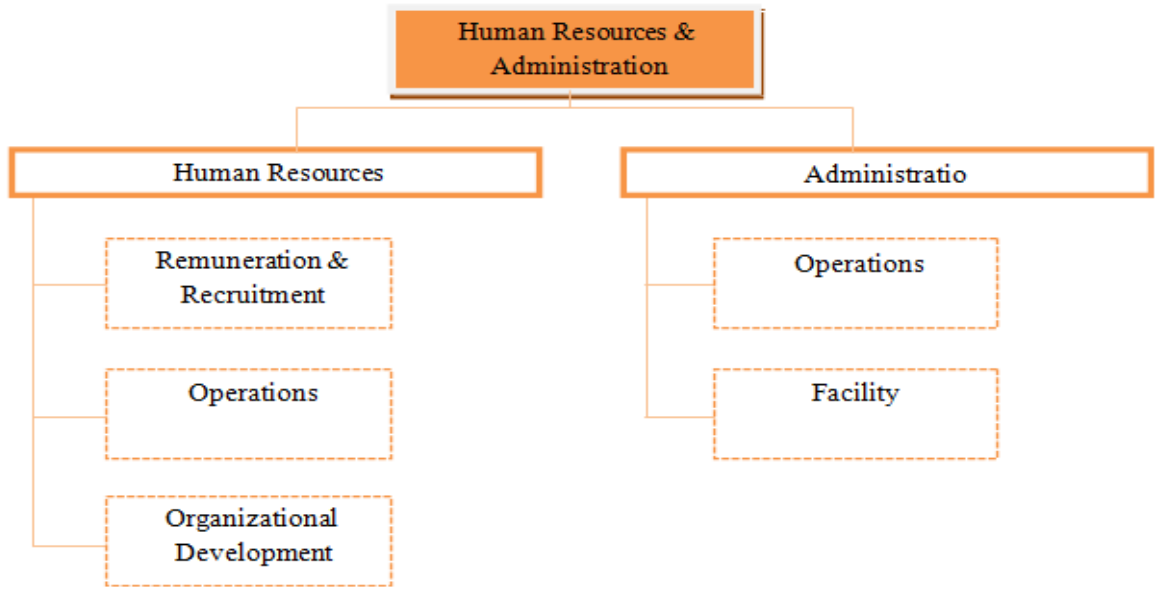 Human Resources &
Administration
Human Resources
Administratio
Remuneration &
Recruitment
Operations
Operations
Facility
Organizational
Development